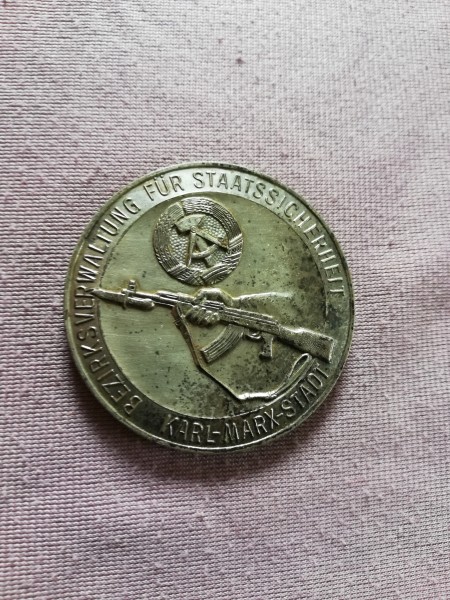 BEZIRKSVERWALTUNG FÜR STAATSSICHERHEIT
KARL-MARX-STADT